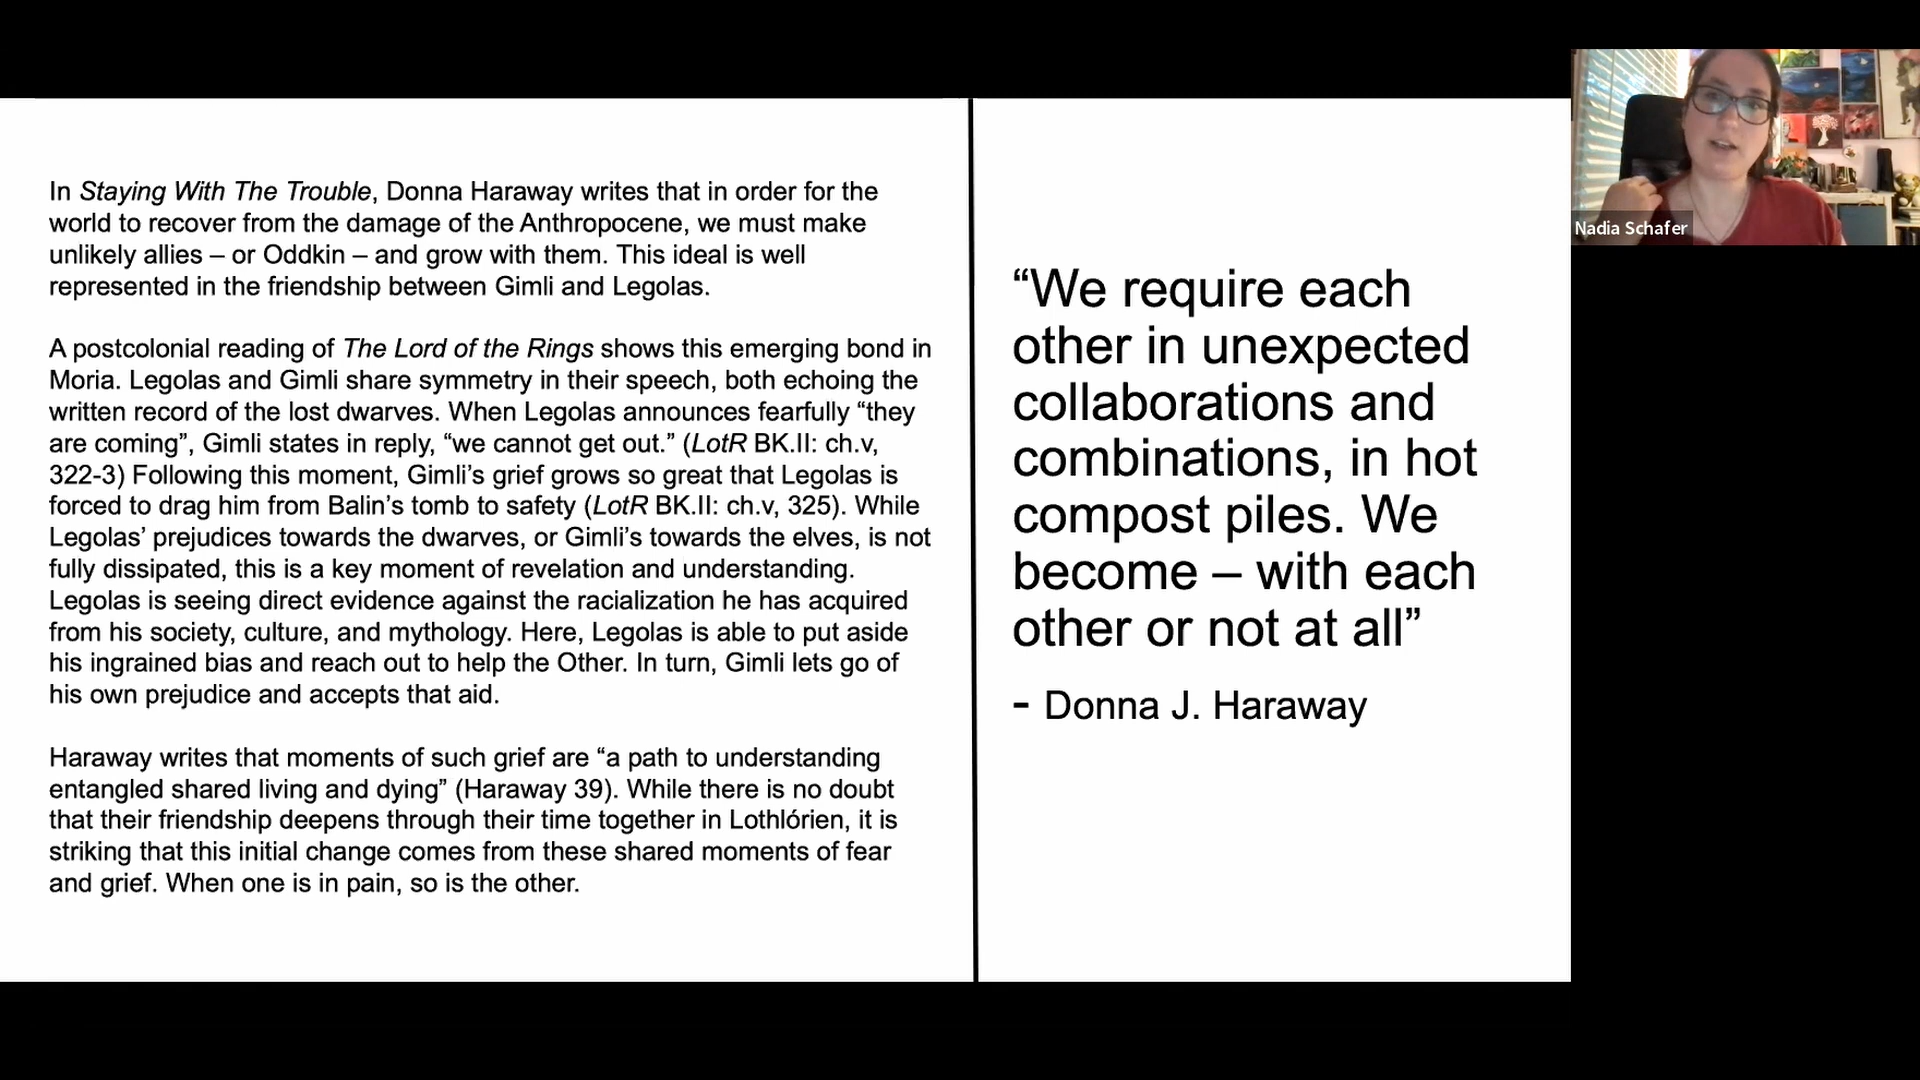 In Staying With The Trouble, Donna Haraway writes that in order for the
world to recover from the damage of the Anthropocene, we must make
unlikely allies – or Oddkin – and grow with them. This ideal is well
represented in the friendship between Gimli and Legolas.
A postcolonial reading of The Lord of the Rings shows this emerging bond in
Moria. Legolas and Gimli share symmetry in their speech, both echoing the
written record of the lost dwarves. When Legolas announces fearfully “they
are coming”, Gimli states in reply, “we cannot get out.” (LotR BK.II: ch.v,
322-3) Following this moment, Gimli’s grief grows so great that Legolas is
forced to drag him from Balin’s tomb to safety (LotR BK.II: ch.v, 325). While
Legolas’ prejudices towards the dwarves, or Gimli’s towards the elves, is not
fully dissipated, this is a key moment of revelation and understanding.
Legolas is seeing direct evidence against the racialization he has acquired
from his society, culture, and mythology. Here, Legolas is able to put aside
his ingrained bias and reach out to help the Other. In turn, Gimli lets go of
his own prejudice and accepts that aid.
Haraway writes that moments of such grief are “a path to understanding
entangled shared living and dying” (Haraway 39). While there is no doubt
that their friendship deepens through their time together in Lothlórien, it is
striking that this initial change comes from these shared moments of fear
and grief. When one is in pain, so is the other.
“We require each
other in unexpected
collaborations and
combinations, in hot
compost piles. We
become – with each
other or not at all”
- Donna J. Haraway
Nadia Schafer